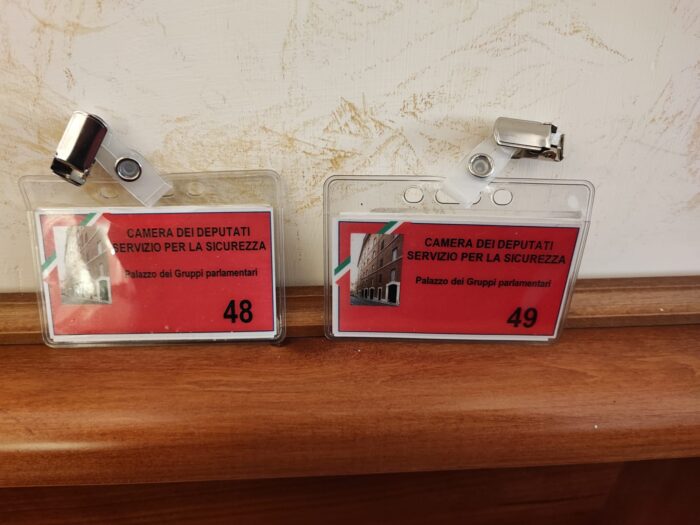 CAMERA DEI DEPUTATI
SERVIZIO PER LA SICUREZZA
Palazzo dei Gruppi parlamentari
48
CAMERA DEI DEPUTATI
SERVIZIO PER LA SICUREZZA
Palazzo dei Gruppi parlamentari
49